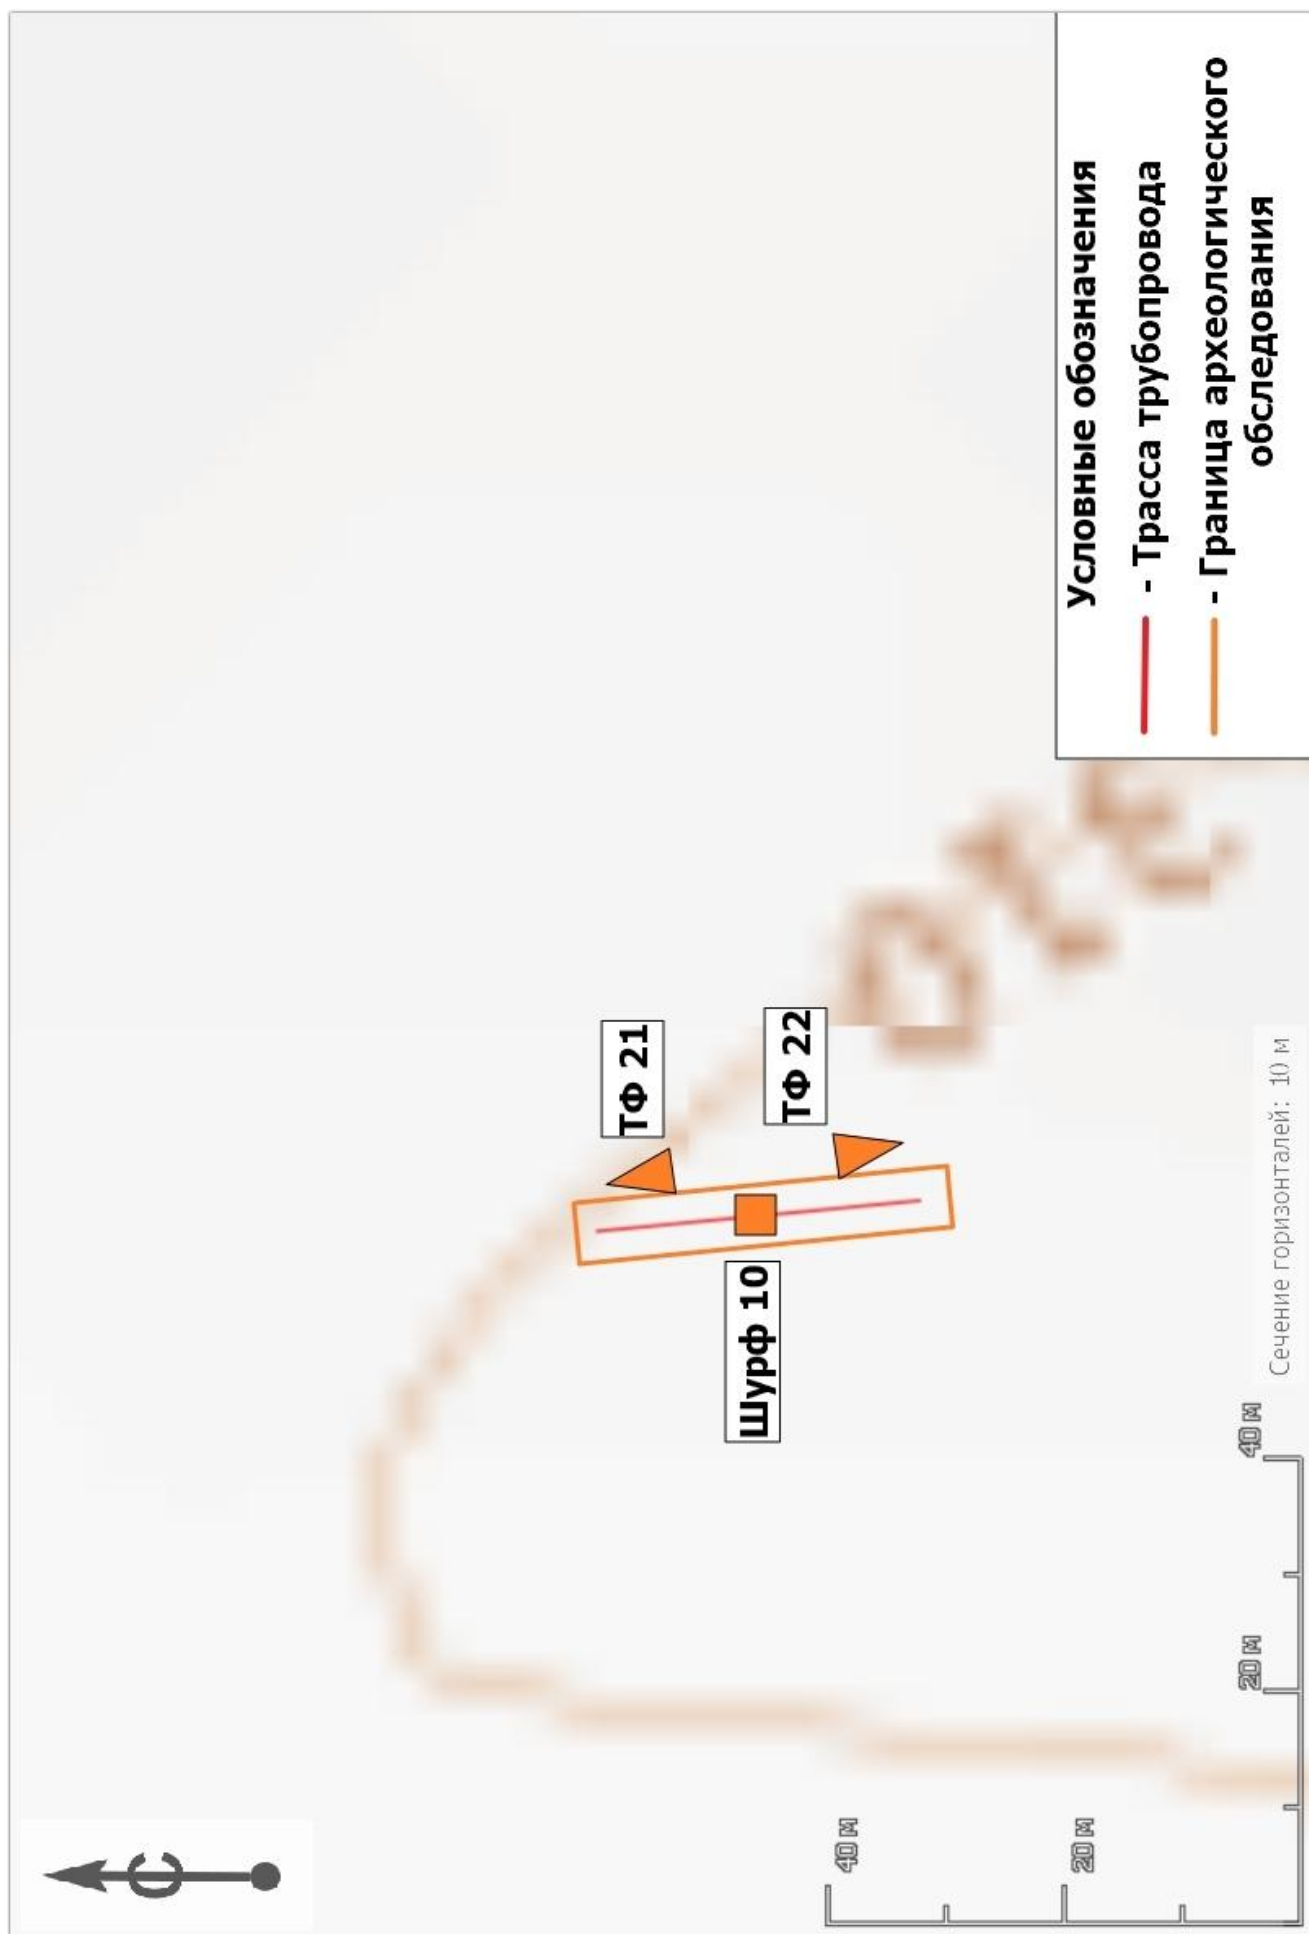 С
ТФ 21
ТФ 22
Шурф 10
Условные обозначения
- Трасса трубопровода
- Граница археологического
обследования
40 м
20 м
20 м
40 м
Сечение горизонталей: 10 м